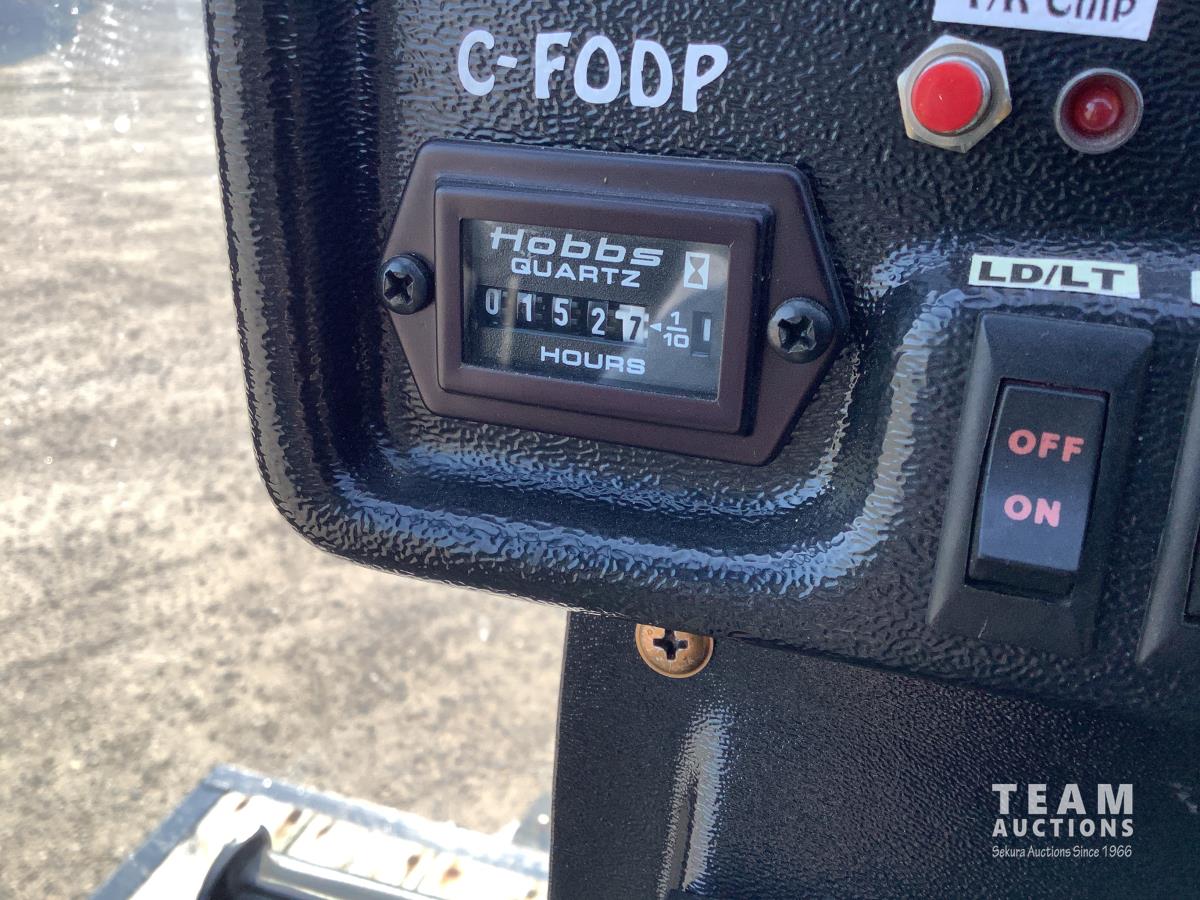 T/R Chip
C-FODP
Hobbs
QUARTZ
0 1 5 2 7 1/10
HOURS
LD/LT
OFF
ON
TEAM
AUCTIONS
Sekura Auctions Since 1966